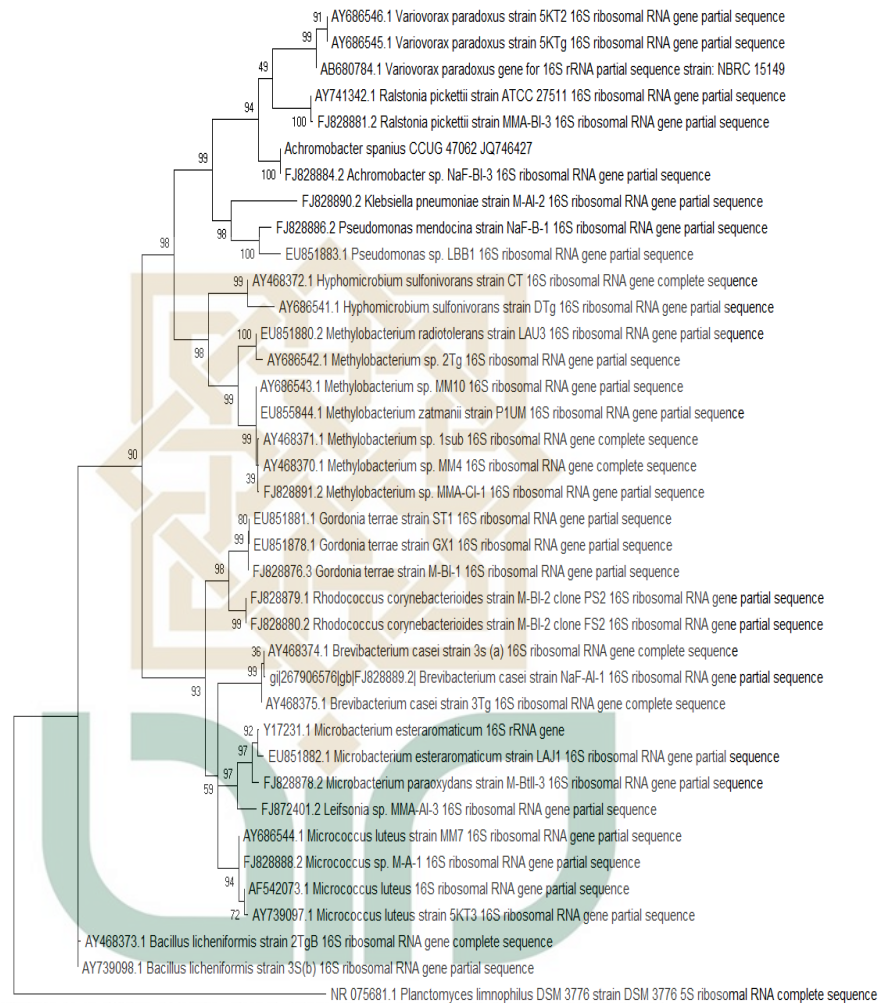 91
AY686546.1 Variovorax paradoxus strain 5KT2 16S ribosomal RNA gene partial sequence
99
AY686545.1 Variovorax paradoxus strain 5KTg 16S ribosomal RNA gene partial sequence
AB680784.1 Variovorax paradoxus gene for 16S rRNA partial sequence strain: NBRC 15149
49
AY741342.1 Ralstonia pickettii strain ATCC 27511 16S ribosomal RNA gene partial sequence
94
100
FJ828881.2 Ralstonia pickettii strain MMA-BI-3 16S ribosomal RNA gene partial sequence
Achromobacter spanius CCUG 47062 JQ746427
99
100
FJ828884.2 Achromobacter sp. NaF-BI-3 16S ribosomal RNA gene partial sequence
FJ828890.2 Klebsiella pneumoniae strain M-AI-2 16S ribosomal RNA gene partial sequence
98
FJ828886.2 Pseudomonas mendocina strain NaF-B-1 16S ribosomal RNA gene partial sequence
98
100
EU851883.1 Pseudomonas sp. LBB1 16S ribosomal RNA gene partial sequence
99
AY468372.1 Hyphomicrobium sulfonivorans strain CT 16S ribosomal RNA gene complete sequence
AY686541.1 Hyphomicrobium sulfonivorans strain DTg 16S ribosomal RNA gene partial sequence
98
100
EU851880.2 Methylobacterium radiotolerans strain LAU3 16S ribosomal RNA gene partial sequence
AY686542.1 Methylobacterium sp. 2Tg 16S ribosomal RNA gene partial sequence
99
AY686543.1 Methylobacterium sp. MM10 16S ribosomal RNA gene partial sequence
EU855844.1 Methylobacterium zatmanii strain P1UM 16S ribosomal RNA gene partial sequence
99
AY468371.1 Methylobacterium sp. 1sub 16S ribosomal RNA gene complete sequence
90
AY468370.1 Methylobacterium sp. MM4 16S ribosomal RNA gene complete sequence
39
FJ828891.2 Methylobacterium sp. MMA-CI-1 16S ribosomal RNA gene partial sequence
80
EU851881.1 Gordonia terrae strain ST1 16S ribosomal RNA gene partial sequence
99
EU851878.1 Gordonia terrae strain GX1 16S ribosomal RNA gene partial sequence
98
FJ828876.3 Gordonia terrae strain M-BI-1 16S ribosomal RNA gene partial sequence
FJ828879.1 Rhodococcus corynebacterioides strain M-BI-2 clone PS2 16S ribosomal RNA gene partial sequence
99
FJ828880.2 Rhodococcus corynebacterioides strain M-BI-2 clone FS2 16S ribosomal RNA gene partial sequence
36
AY468374.1 Brevibacterium casei strain 3s (a) 16S ribosomal RNA gene complete sequence
93
99
gi|267906576|gb|FJ828889.2| Brevibacterium casei strain NaF-AI-1 16S ribosomal RNA gene partial sequence
AY468375.1 Brevibacterium casei strain 3Tg 16S ribosomal RNA gene complete sequence
92
Y17231.1 Microbacterium esteraromaticum 16S rRNA gene
97
EU851882.1 Microbacterium esteraromaticum strain LAJ1 16S ribosomal RNA gene partial sequence
97
FJ828878.2 Microbacterium paraoxydans strain M-BtII-3 16S ribosomal RNA gene partial sequence
59
FJ872401.2 Leifsonia sp. MMA-AI-3 16S ribosomal RNA gene partial sequence
AY686544.1 Micrococcus luteus strain MM7 16S ribosomal RNA gene partial sequence
FJ828888.2 Micrococcus sp. M-A-1 16S ribosomal RNA gene partial sequence
94
AF542073.1 Micrococcus luteus 16S ribosomal RNA gene partial sequence
72
AY739097.1 Micrococcus luteus strain 5KT3 16S ribosomal RNA gene partial sequence
AY468373.1 Bacillus licheniformis strain 2TgB 16S ribosomal RNA gene complete sequence
AY739098.1 Bacillus licheniformis strain 3S(b) 16S ribosomal RNA gene partial sequence
NR 075681.1 Planctomyces limnophilus DSM 3776 strain DSM 3776 5S ribosomal RNA complete sequence